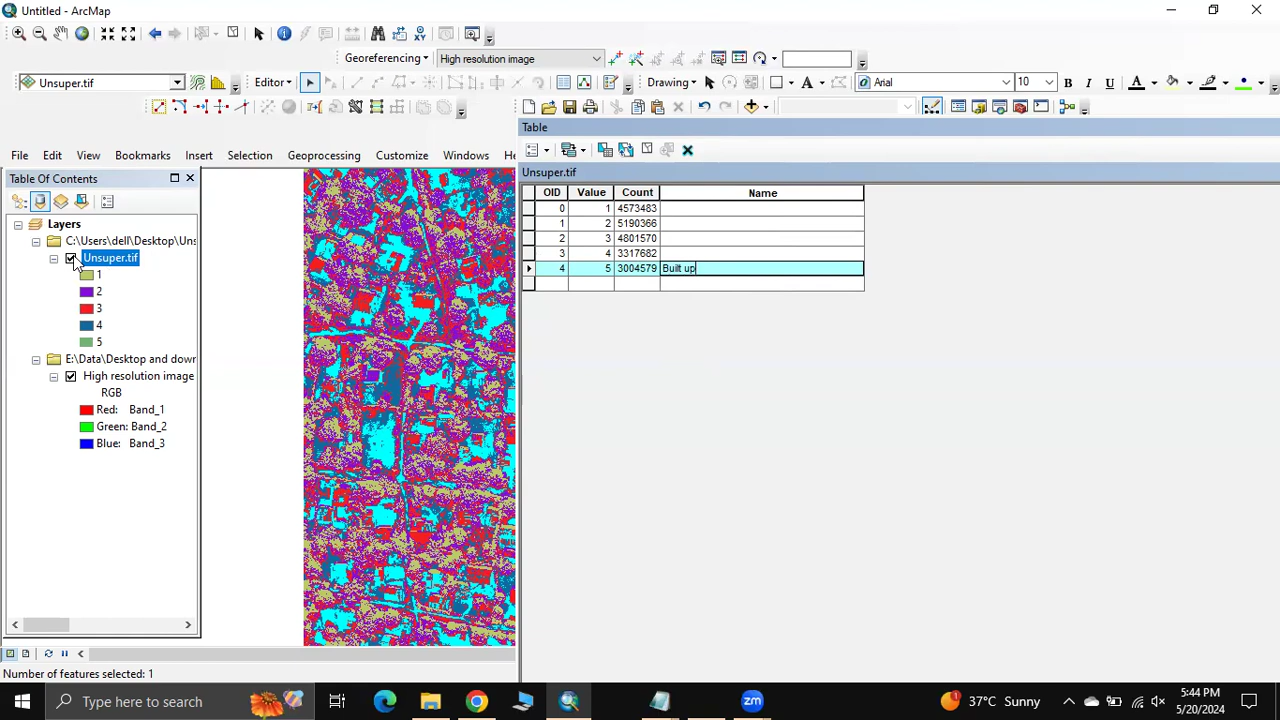 Untitled - ArcMap
Georeferencing
High resolution image
Unsuper.tif
Editor
Drawing
Arial
10
B I U A
File Edit View Bookmarks Insert Selection Geoprocessing Customize Windows He
Table
Unsuper.tif
OID Value Count Name
0 1 4573483
1 2 5190366
2 3 4801570
3 4 3317682
4 5 3004579 Built up
Table Of Contents
Layers
C:\Users\dell\Desktop\Uns
Unsuper.tif
1
2
3
4
5
E:\Data\Desktop and down
High resolution image
RGB
Red: Band_1
Green: Band_2
Blue: Band_3
Number of features selected: 1
Type here to search
zm
37°C Sunny
5:44 PM
5/20/2024